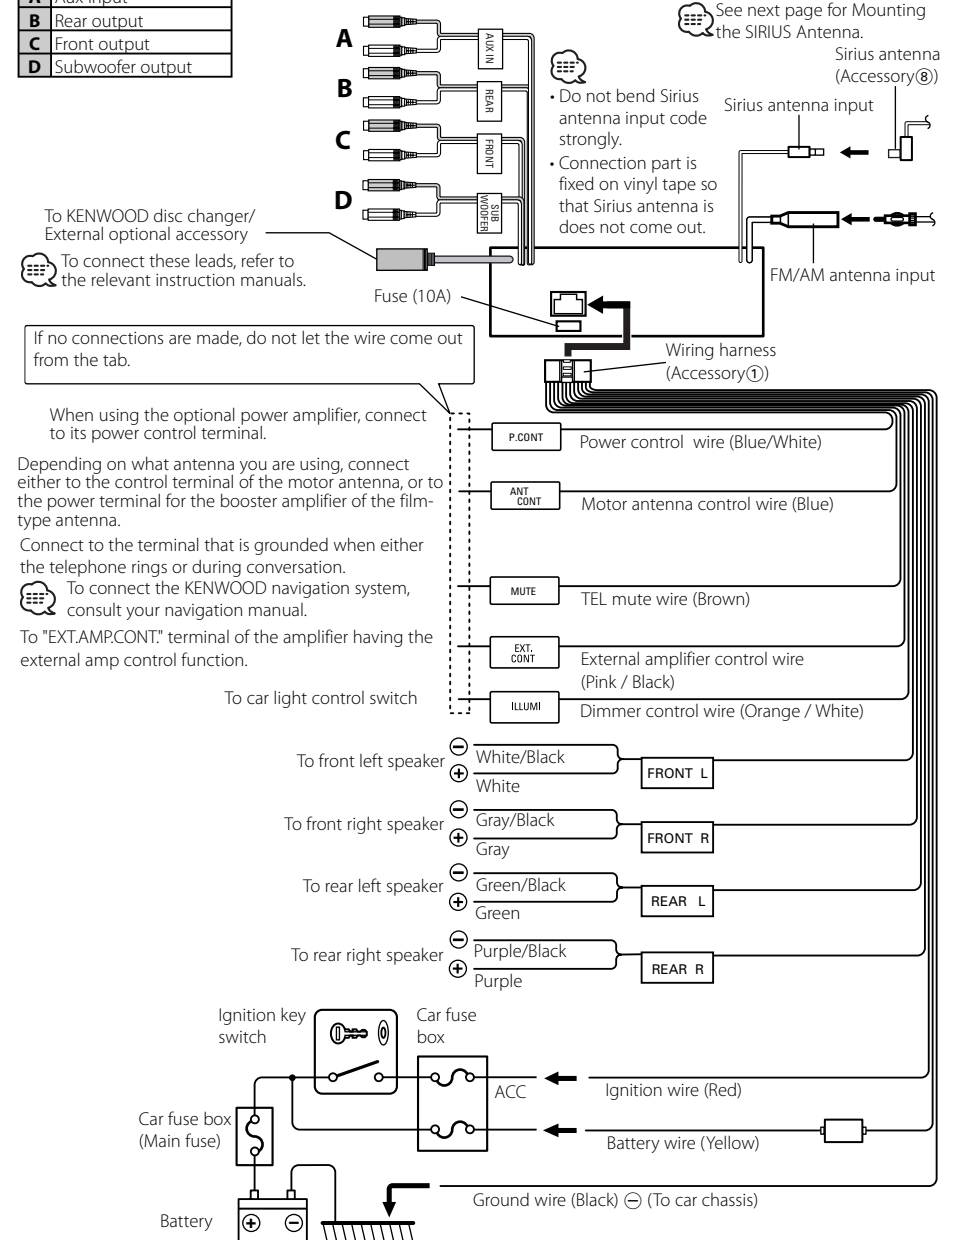 A Aux input
B Rear output
C Front output
D Subwoofer output
A
B
C
D
AUX IN
REAR
FRONT
SUB
WOOFER
See next page for Mounting
the SIRIUS Antenna.
Sirius antenna
(Accessory⑧)
Sirius antenna input
• Do not bend Sirius
antenna input code
strongly.
• Connection part is
fixed on vinyl tape so
that Sirius antenna is
does not come out.
FM/AM antenna input
To KENWOOD disc changer/
External optional accessory
To connect these leads, refer to
the relevant instruction manuals.
Fuse (10A)
If no connections are made, do not let the wire come out
from the tab.
Wiring harness
(Accessory①)
When using the optional power amplifier, connect
to its power control terminal.
P.CONT
Power control wire (Blue/White)
Depending on what antenna you are using, connect
either to the control terminal of the motor antenna, or to
the power terminal for the booster amplifier of the film-
type antenna.
ANT
CONT
Motor antenna control wire (Blue)
Connect to the terminal that is grounded when either
the telephone rings or during conversation.
To connect the KENWOOD navigation system,
consult your navigation manual.
MUTE
TEL mute wire (Brown)
To "EXT.AMP.CONT." terminal of the amplifier having the
external amp control function.
EXT.
CONT
External amplifier control wire
(Pink / Black)
To car light control switch
ILLUMI
Dimmer control wire (Orange / White)
To front left speaker
⊖
White/Black
⊕
White
FRONT L
To front right speaker
⊖
Gray/Black
⊕
Gray
FRONT R
To rear left speaker
⊖
Green/Black
⊕
Green
REAR L
To rear right speaker
⊖
Purple/Black
⊕
Purple
REAR R
Ignition key
switch
Car fuse
box
ACC
Ignition wire (Red)
Car fuse box
(Main fuse)
Battery wire (Yellow)
Ground wire (Black) ⊖ (To car chassis)
Battery
⊕ ⊖